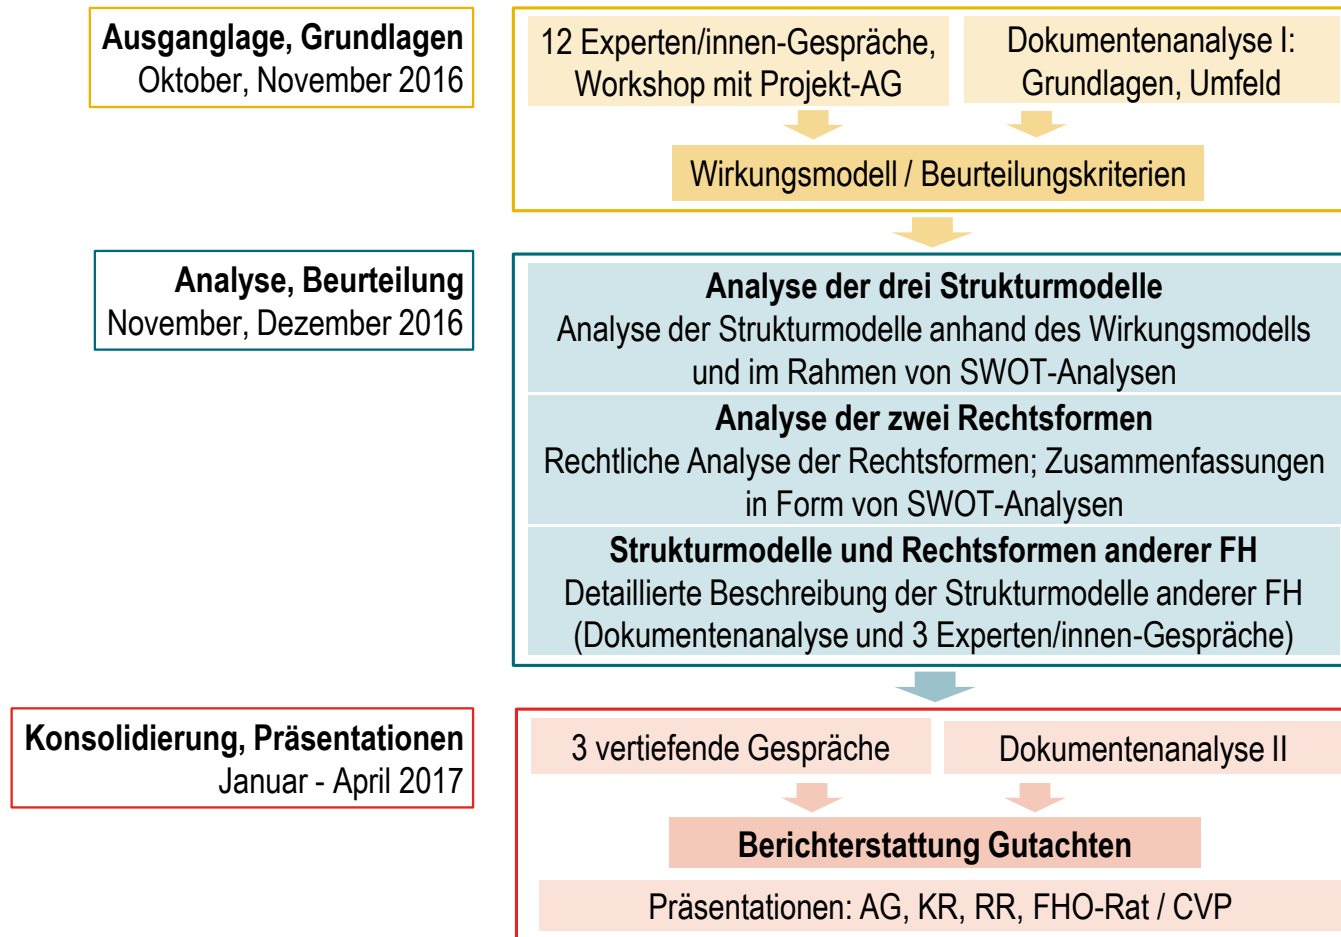 Ausganglage, Grundlagen
Oktober, November 2016
12 Experten/innen-Gespräche,
Workshop mit Projekt-AG
Dokumentenanalyse I:
Grundlagen, Umfeld
Wirkungsmodell / Beurteilungskriterien
Analyse, Beurteilung
November, Dezember 2016
Analyse der drei Strukturmodelle
Analyse der Strukturmodelle anhand des Wirkungsmodells
und im Rahmen von SWOT-Analysen
Analyse der zwei Rechtsformen
Rechtliche Analyse der Rechtsformen; Zusammenfassungen
in Form von SWOT-Analysen
Strukturmodelle und Rechtsformen anderer FH
Detaillierte Beschreibung der Strukturmodelle anderer FH
(Dokumentenanalyse und 3 Experten/innen-Gespräche)
Konsolidierung, Präsentationen
Januar - April 2017
3 vertiefende Gespräche
Dokumentenanalyse II
Berichterstattung Gutachten
Präsentationen: AG, KR, RR, FHO-Rat / CVP